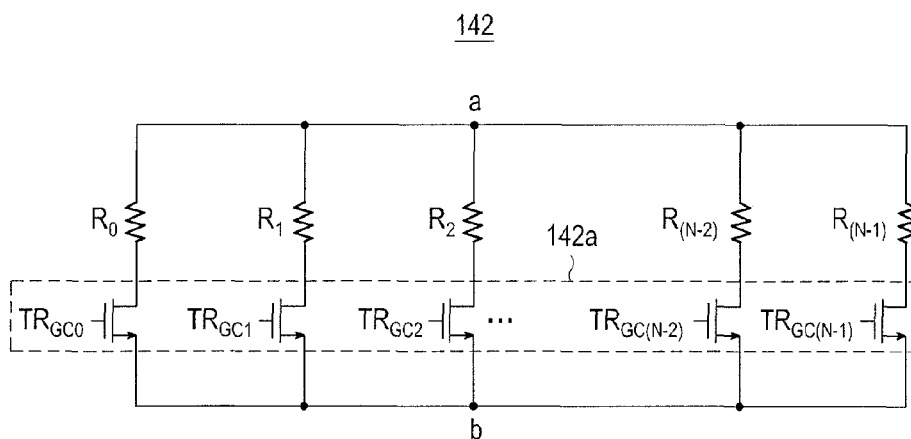 142
a
R0 R1 R2 R(N-2) R(N-1)
142a
TRGC0 TRGC1 TRGC2 ... TRGC(N-2) TRGC(N-1)
b